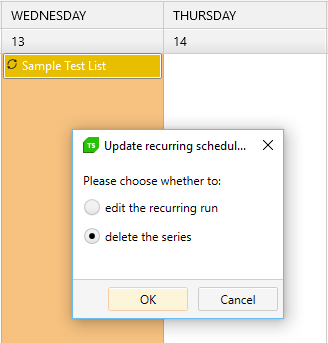 WEDNESDAY THURSDAY
13 14
Sample Test List
TS Update recurring schedul...
Please choose whether to:
edit the recurring run
delete the series
OK Cancel